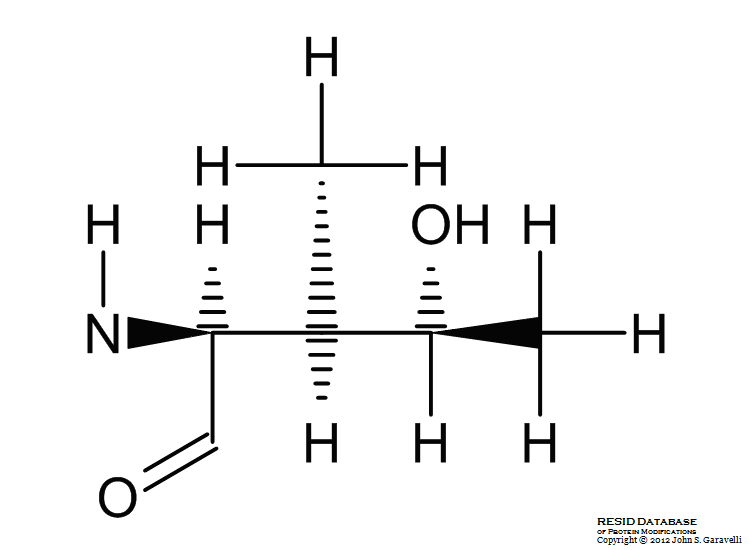 H
H H
H H OH H
N H
H H H
O
RESID DATABASE
OF PROTEIN MODIFICATIONS
Copyright © 2012 John S. Garavelli